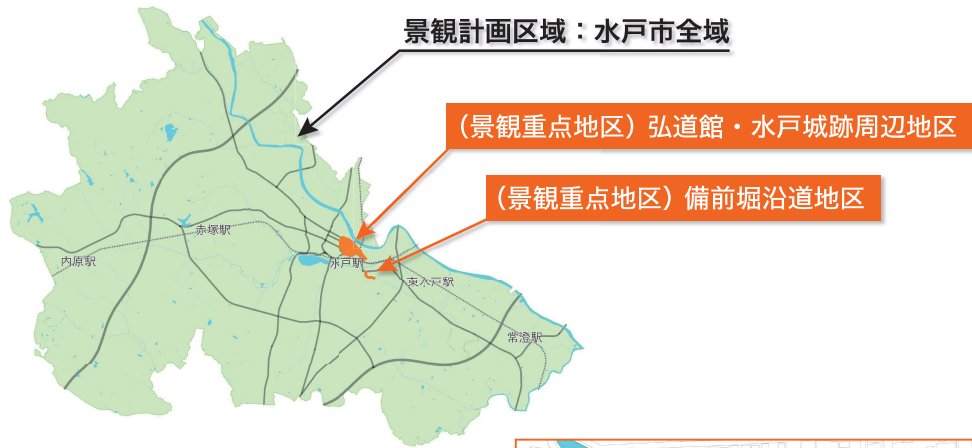 景観計画区域：水戸市全域
（景観重点地区）弘道館・水戸城跡周辺地区
（景観重点地区）備前堀沿道地区
赤塚駅
内原駅
水戸駅
東水戸駅
常澄駅